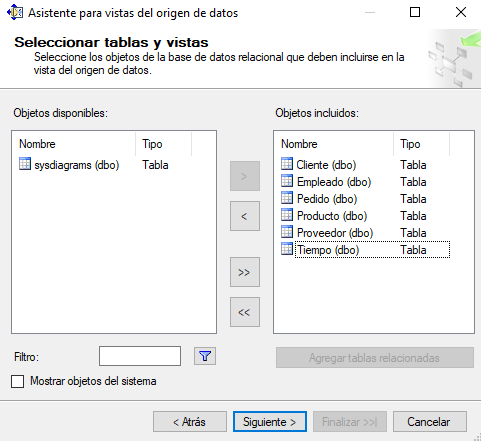 Asistente para vistas del origen de datos
Seleccionar tablas y vistas
Seleccione los objetos de la base de datos relacional que deben incluirse en la
vista del origen de datos.
Objetos disponibles:
Nombre Tipo
sysdiagrams (dbo) Tabla
>
<
>>
<<
Objetos incluidos:
Nombre Tipo
Cliente (dbo) Tabla
Empleado (dbo) Tabla
Pedido (dbo) Tabla
Producto (dbo) Tabla
Proveedor (dbo) Tabla
Tiempo (dbo) Tabla
Filtro:
Agregar tablas relacionadas
Mostrar objetos del sistema
< Atrás Siguiente > Finalizar >>| Cancelar